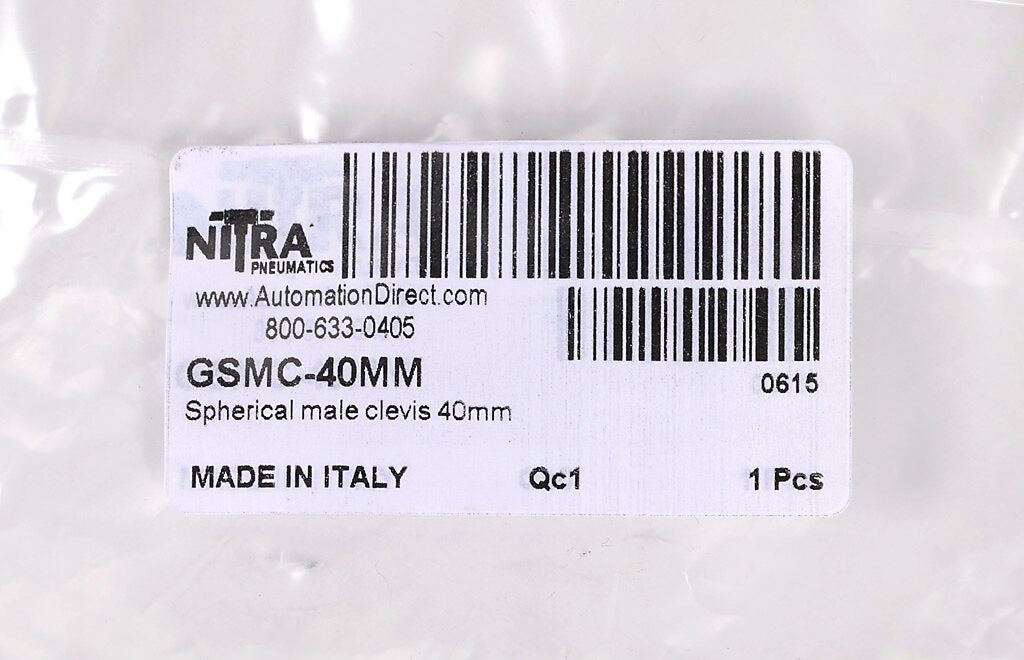 NITRA
PNEUMATICS
www.AutomationDirect.com
800-633-0405
GSMC-40MM
0615
Spherical male clevis 40mm
MADE IN ITALY Qc1 1 Pcs